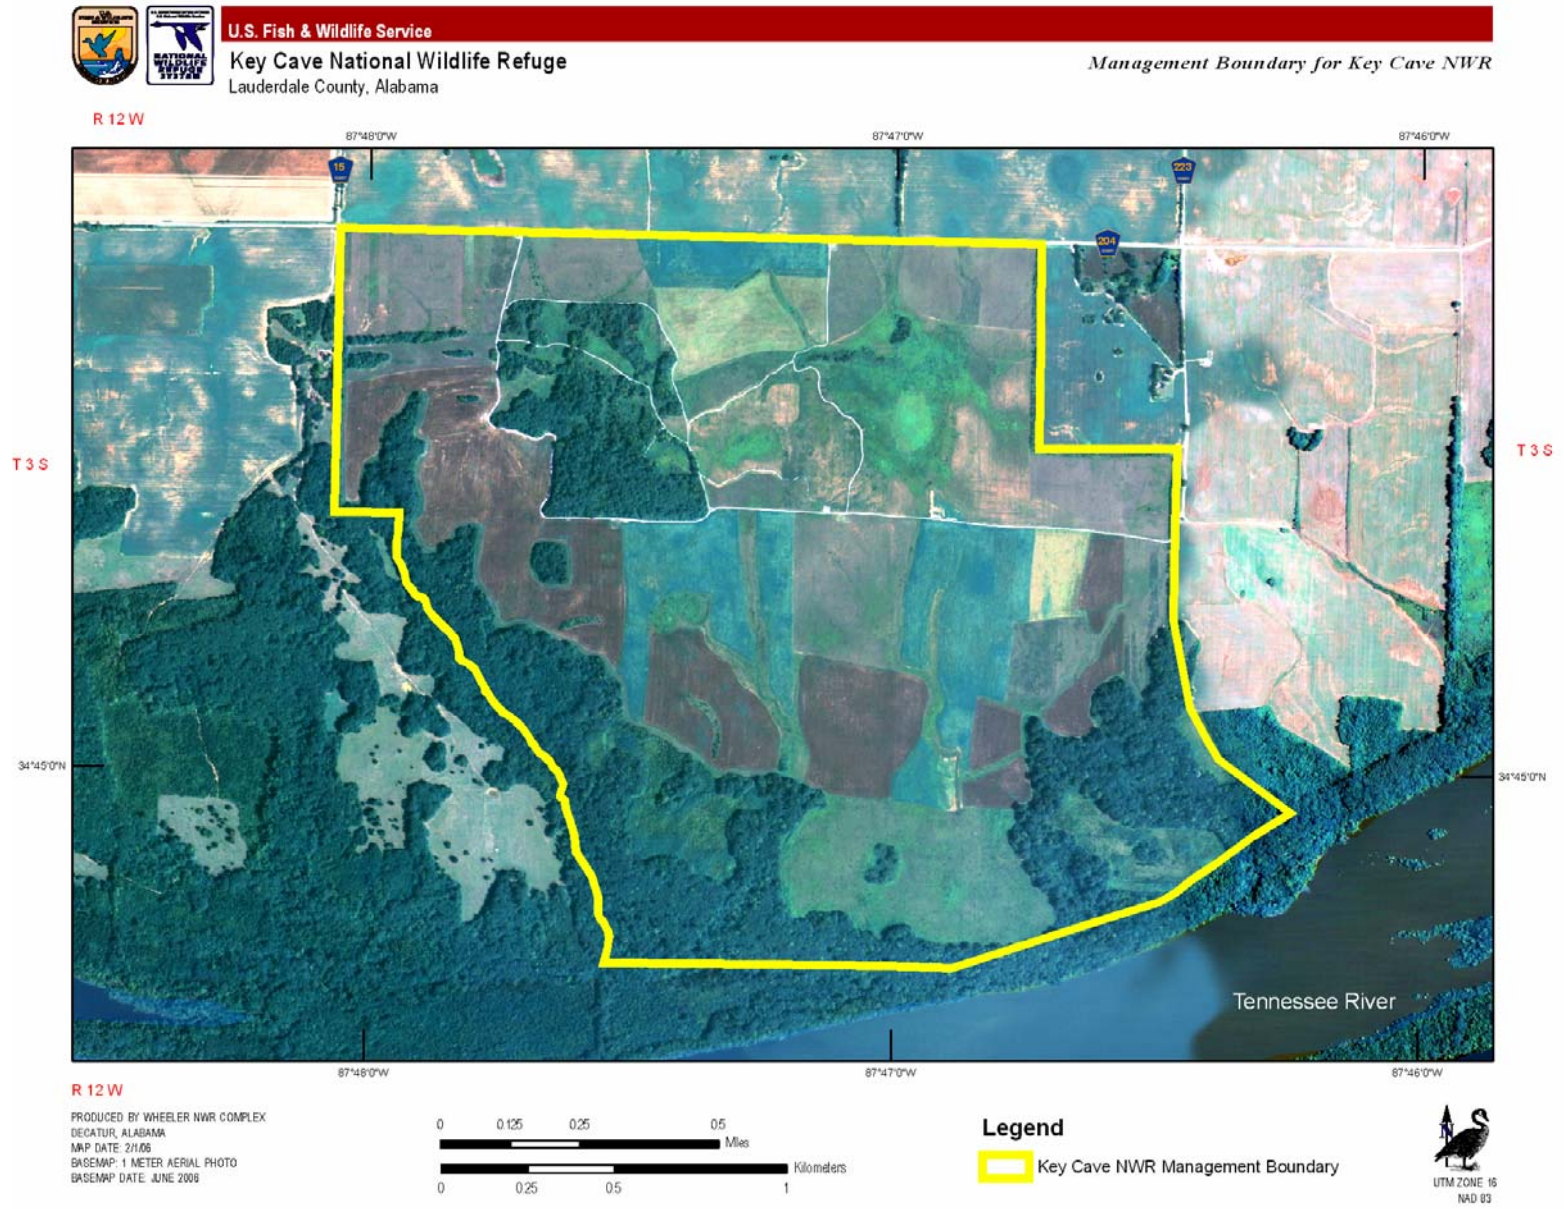 U.S. Fish & Wildlife Service
Key Cave National Wildlife Refuge
Lauderdale County, Alabama
Management Boundary for Key Cave NWR
NATIONAL
WILDLIFE
REFUGE
SYSTEM
R 12 W
87°48'0"W
87°47'0"W
87°46'0"W
15
223
204
T 3 S
T 3 S
34°45'0"N
34°45'0"N
Tennessee River
87°48'0"W
87°47'0"W
87°46'0"W
R 12 W
PRODUCED BY WHEELER NWR COMPLEX
DECATUR, ALABAMA
MAP DATE: 2/1/06
BASEMAP: 1 METER AERIAL PHOTO
BASEMAP DATE: JUNE 2006
0 0.125 0.25 0.5
Miles
Kilometers
0 0.25 0.5 1
Legend
Key Cave NWR Management Boundary
N
UTM ZONE 16
NAD 83